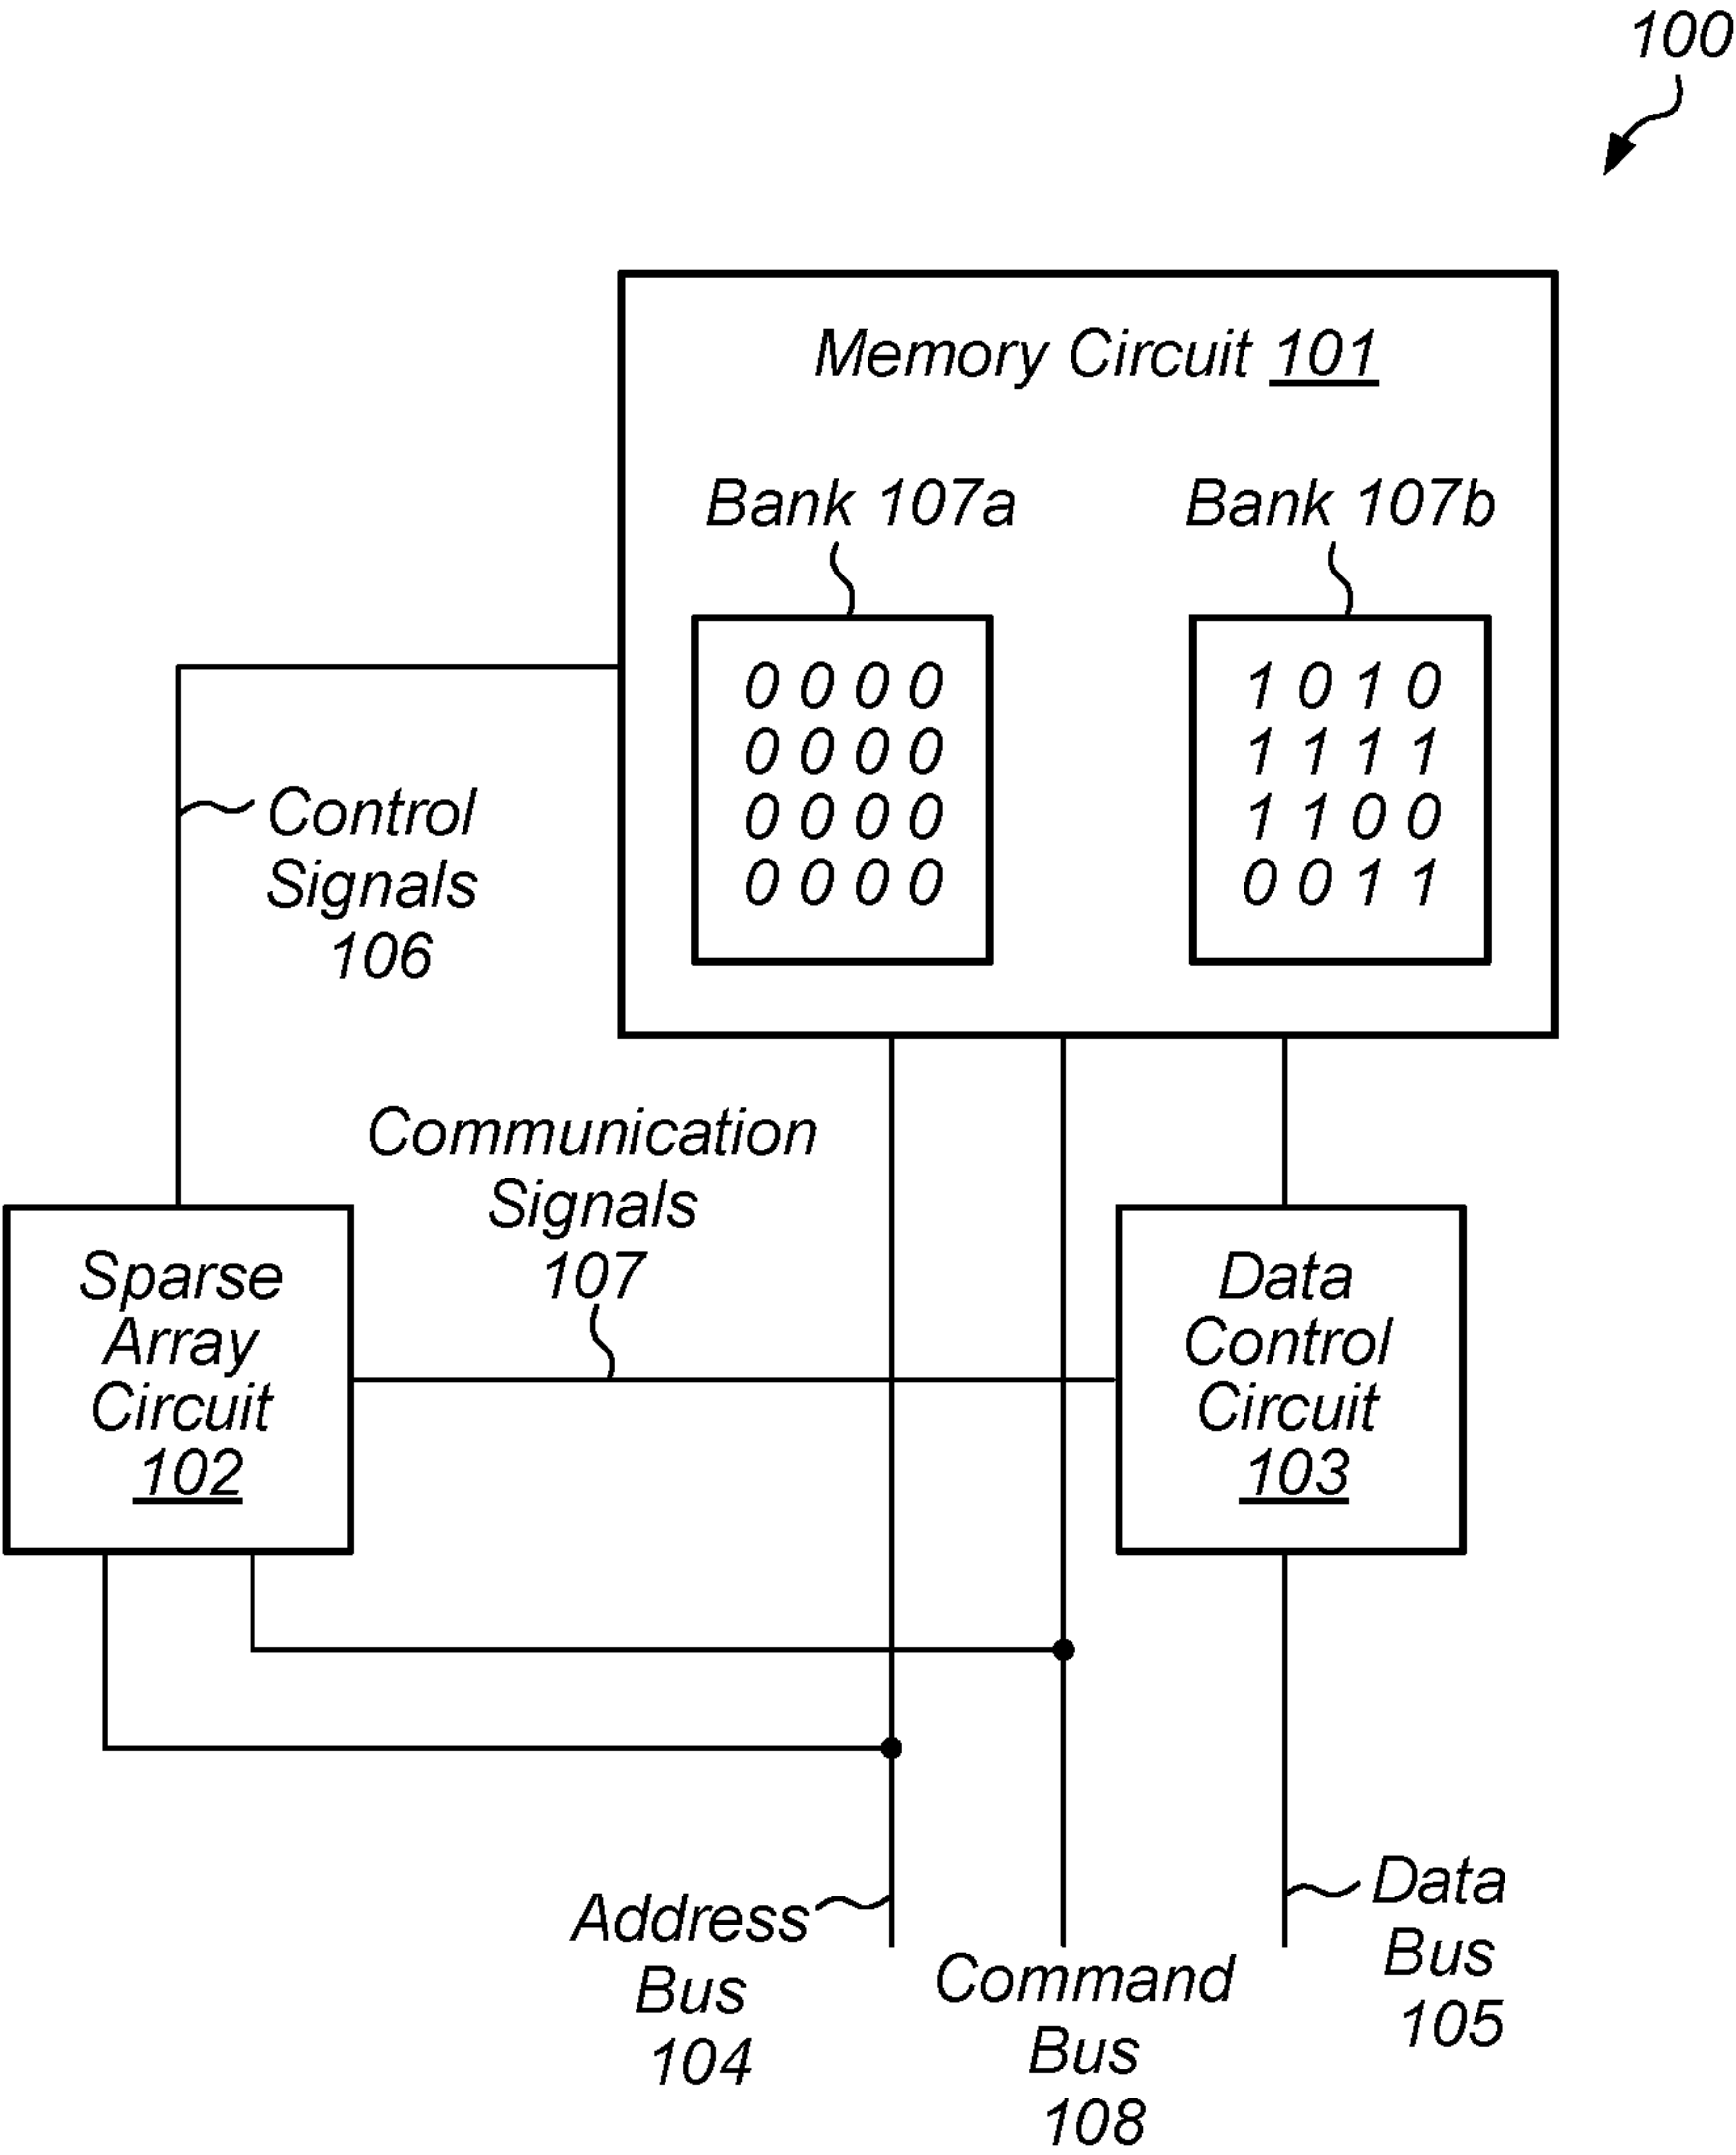 100
Memory Circuit 101
Bank 107a
Bank 107b
0 0 0 0
0 0 0 0
0 0 0 0
0 0 0 0
1 0 1 0
1 1 1 1
1 1 0 0
0 0 1 1
Control
Signals
106
Communication
Signals
107
Sparse
Array
Circuit
102
Data
Control
Circuit
103
Address
Bus
104
Command
Bus
108
Data
Bus
105